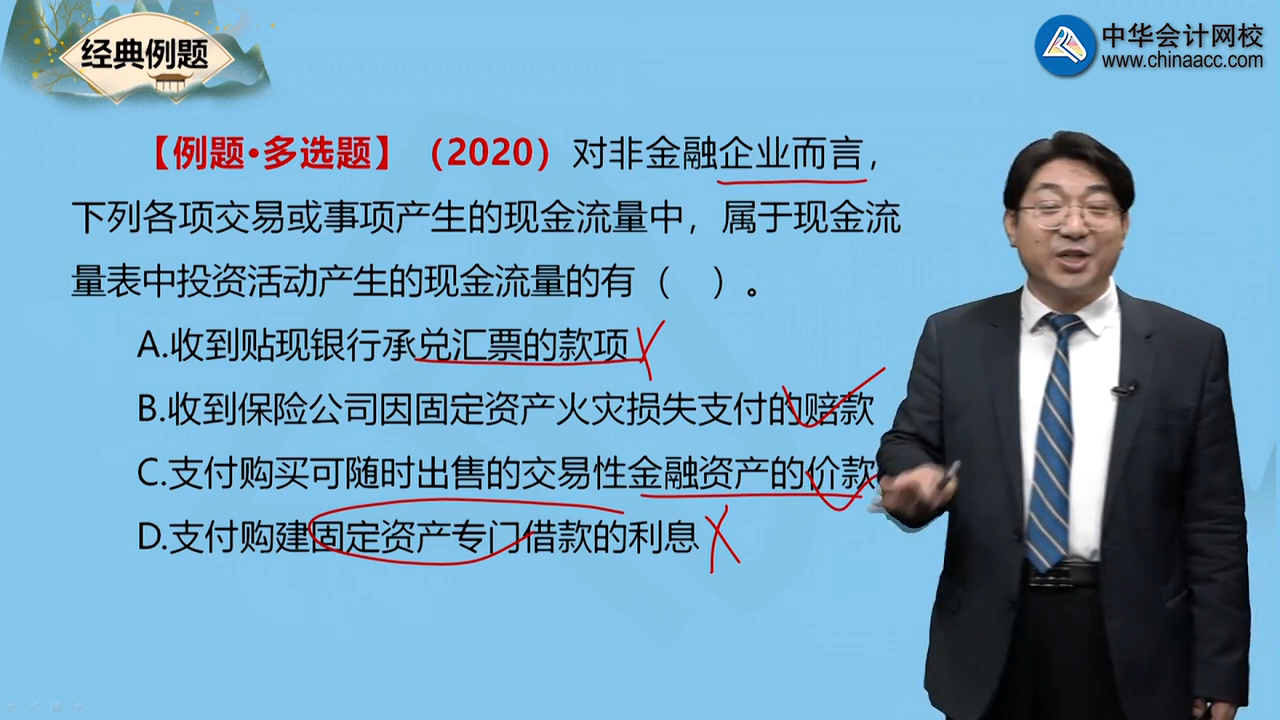 经典例题
中华会计网校
www.chinaacc.com
【例题•多选题】（2020）对非金融企业而言，
下列各项交易或事项产生的现金流量中，属于现金流
量表中投资活动产生的现金流量的有（ ）。
A.收到贴现银行承兑汇票的款项
B.收到保险公司因固定资产火灾损失支付的赔款
C.支付购买可随时出售的交易性金融资产的价款
D.支付购建固定资产专门借款的利息